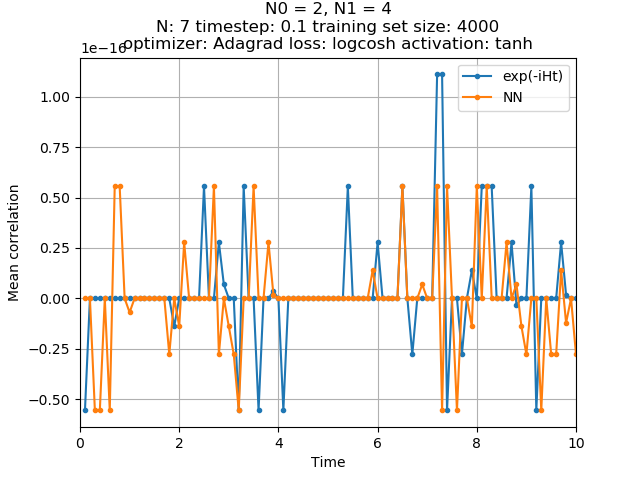 N0 = 2, N1 = 4
N: 7 timestep: 0.1 training set size: 4000
optimizer: Adagrad loss: logcosh activation: tanh
1e−16
exp(-iHt)
NN
1.00
0.75
0.50
0.25
0.00
−0.25
−0.50
Mean correlation
0 2 4 6 8 10
Time